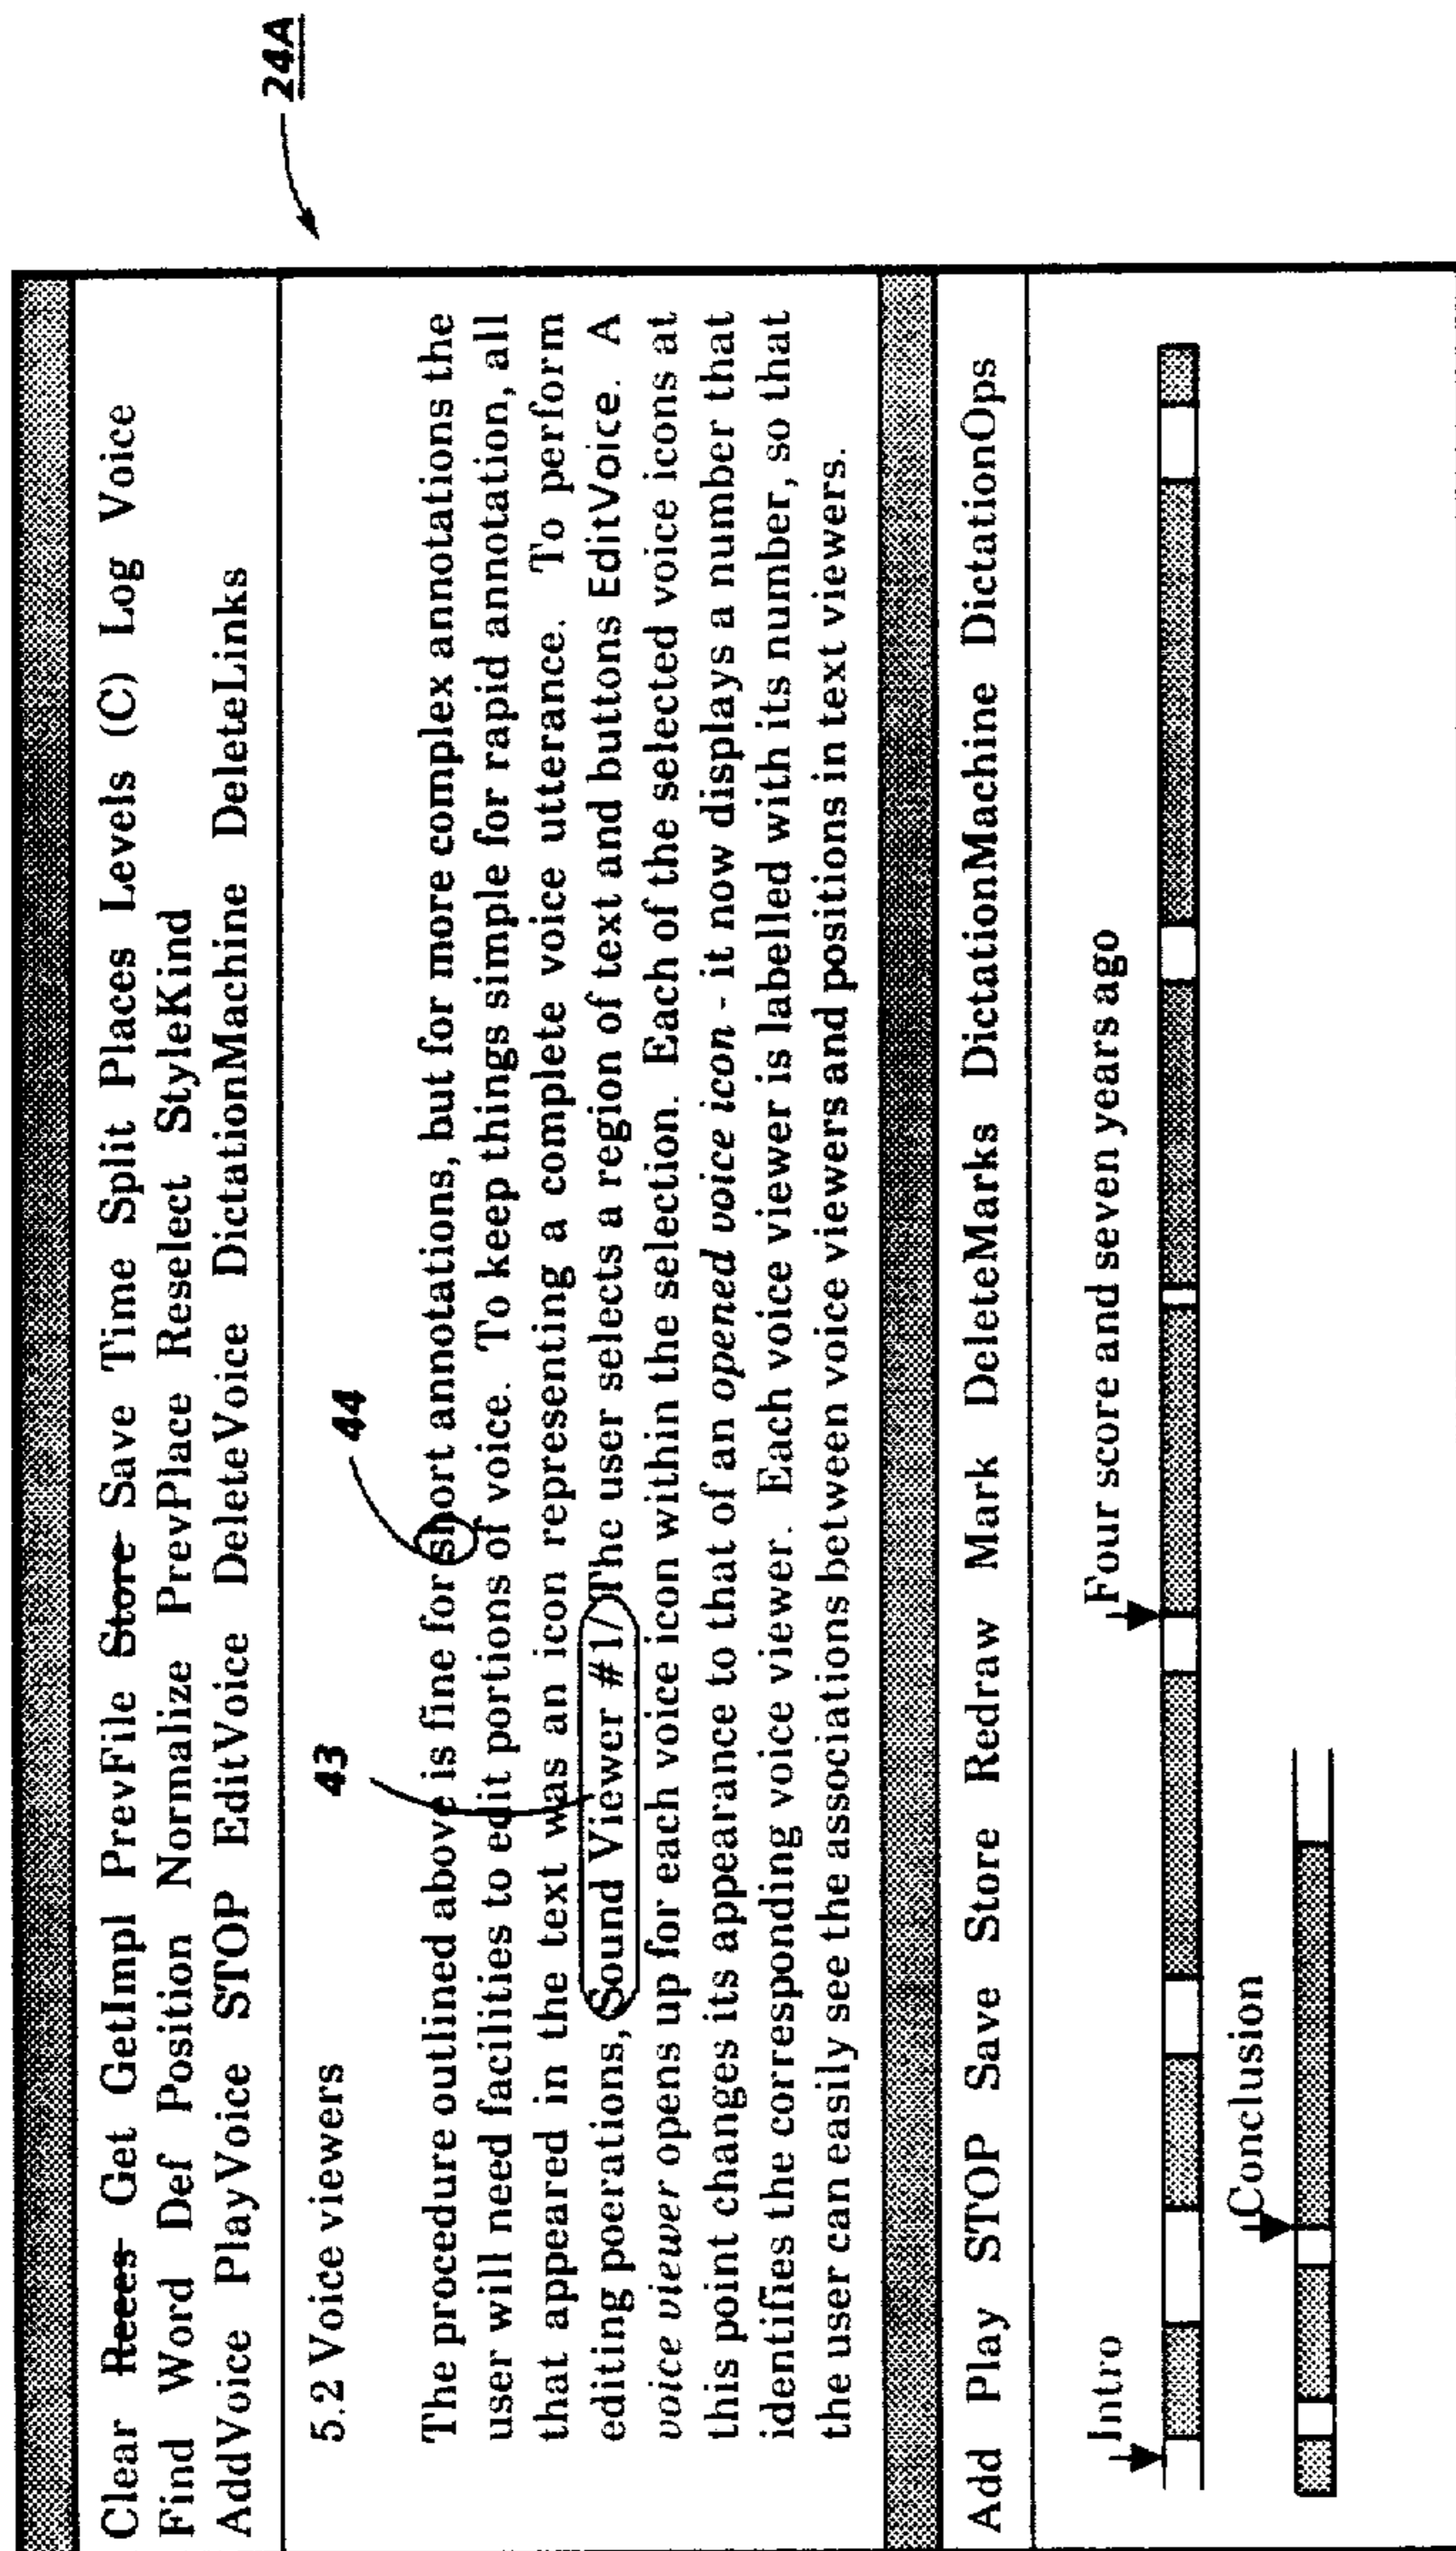 24A
Clear Rees Get GetImpl PrevFile Store Save Time Split Places Levels (C) Log Voice
Find Word Def Position Normalize PrevPlace Reselect StyleKind
AddVoice PlayVoice STOP EditVoice DeleteVoice DictationMachine DeleteLinks
5.2 Voice viewers
43
44
The procedure outlined above is fine for short annotations, but for more complex annotations the
user will need facilities to edit portions of voice. To keep things simple for rapid annotation, all
that appeared in the text was an icon representing a complete voice utterance. To perform
editing poerations, Sound Viewer #1/The user selects a region of text and buttons EditVoice. A
voice viewer opens up for each voice icon within the selection. Each of the selected voice icons at
this point changes its appearance to that of an opened voice icon - it now displays a number that
identifies the corresponding voice viewer. Each voice viewer is labelled with its number, so that
the user can easily see the associations between voice viewers and positions in text viewers.
Add Play STOP Save Store Redraw Mark DeleteMarks DictationMachine DictationOps
Intro
Four score and seven years ago
Conclusion